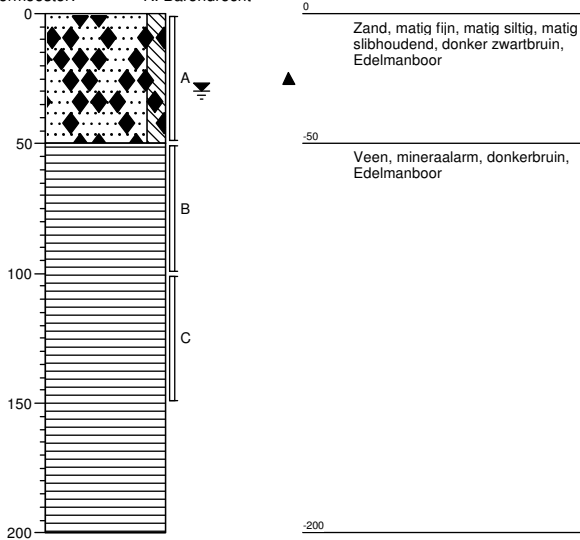 0
50
100
150
200
A
B
C
0
Zand, matig fijn, matig siltig, matig
slibhoudend, donker zwartbruin,
Edelmanboor
-50
Veen, mineraalarm, donkerbruin,
Edelmanboor
-200